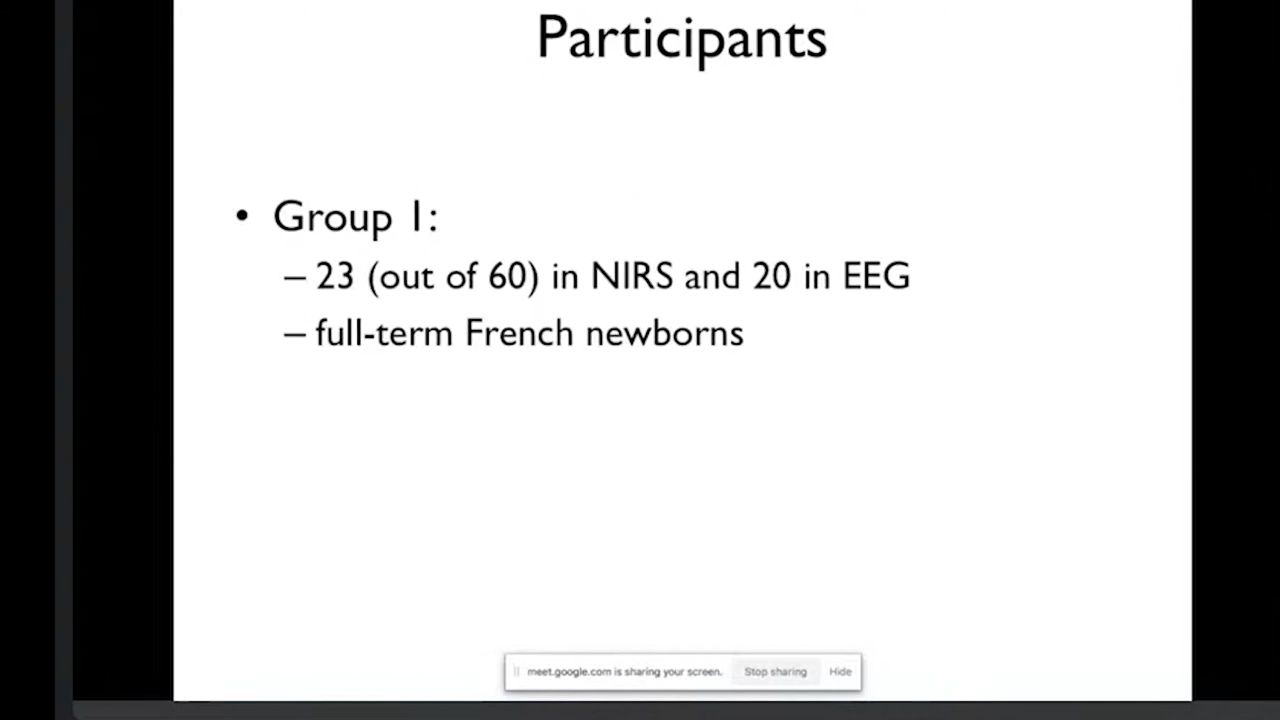 Participants
• Group 1:
– 23 (out of 60) in NIRS and 20 in EEG
– full-term French newborns
meet.google.com is sharing your screen. Stop sharing Hide